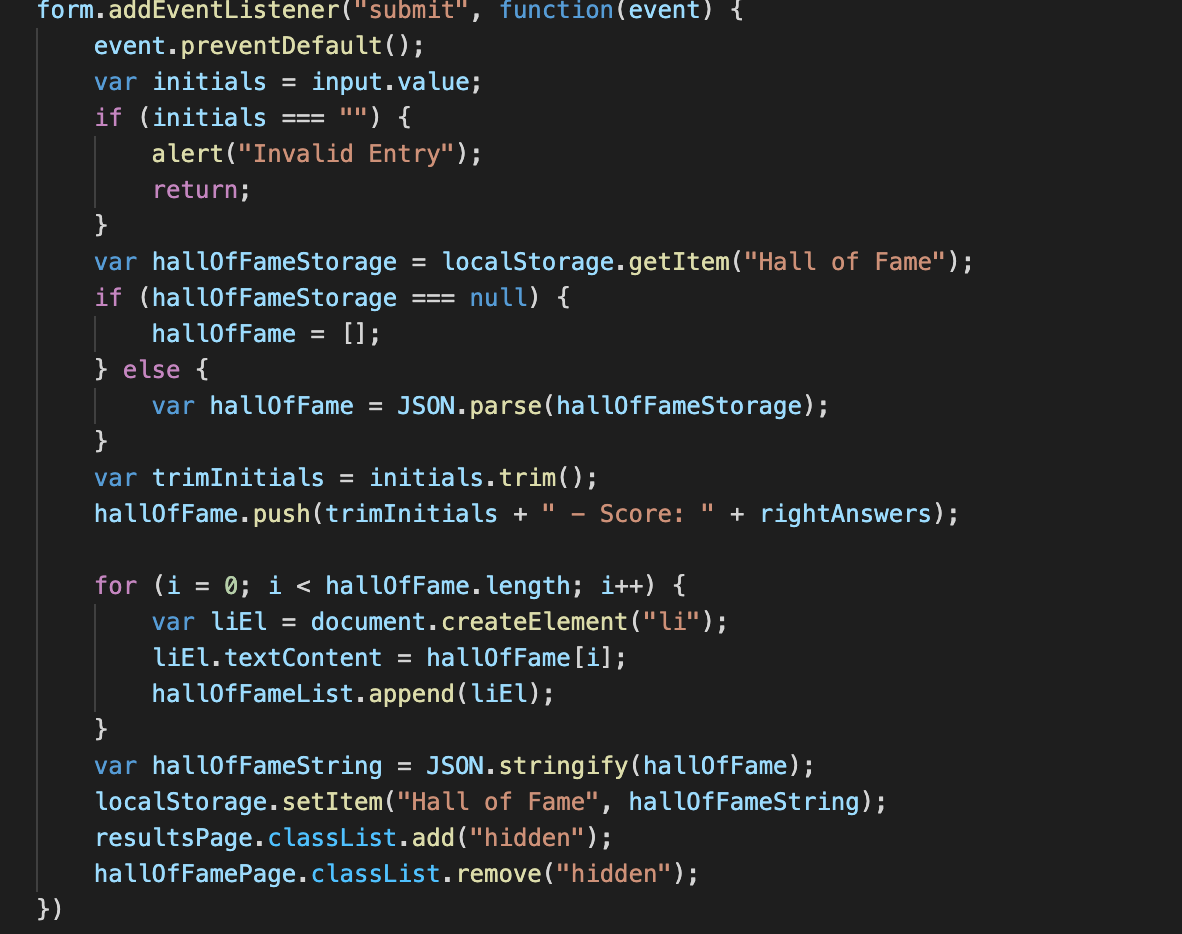 form.addEventListener("submit", function(event) {
    event.preventDefault();
    var initials = input.value;
    if (initials === "") {
        alert("Invalid Entry");
        return;
    }
    var hallOfFameStorage = localStorage.getItem("Hall of Fame");
    if (hallOfFameStorage === null) {
        hallOfFame = [];
    } else {
        var hallOfFame = JSON.parse(hallOfFameStorage);
    }
    var trimInitials = initials.trim();
    hallOfFame.push(trimInitials + " - Score: " + rightAnswers);

    for (i = 0; i < hallOfFame.length; i++) {
        var liEl = document.createElement("li");
        liEl.textContent = hallOfFame[i];
        hallOfFameList.append(liEl);
    }
    var hallOfFameString = JSON.stringify(hallOfFame);
    localStorage.setItem("Hall of Fame", hallOfFameString);
    resultsPage.classList.add("hidden");
    hallOfFamePage.classList.remove("hidden");
})